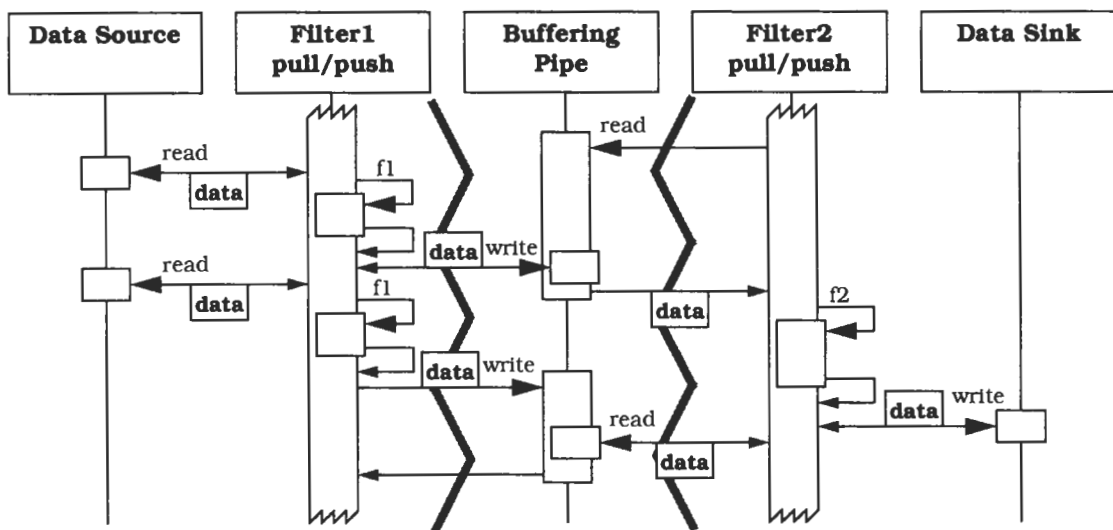 Data Source
Filter1
pull/push
Buffering
Pipe
Filter2
pull/push
Data Sink
read
read
data
f1
data
write
read
data
f1
data
f2
data
write
read
data
data
write